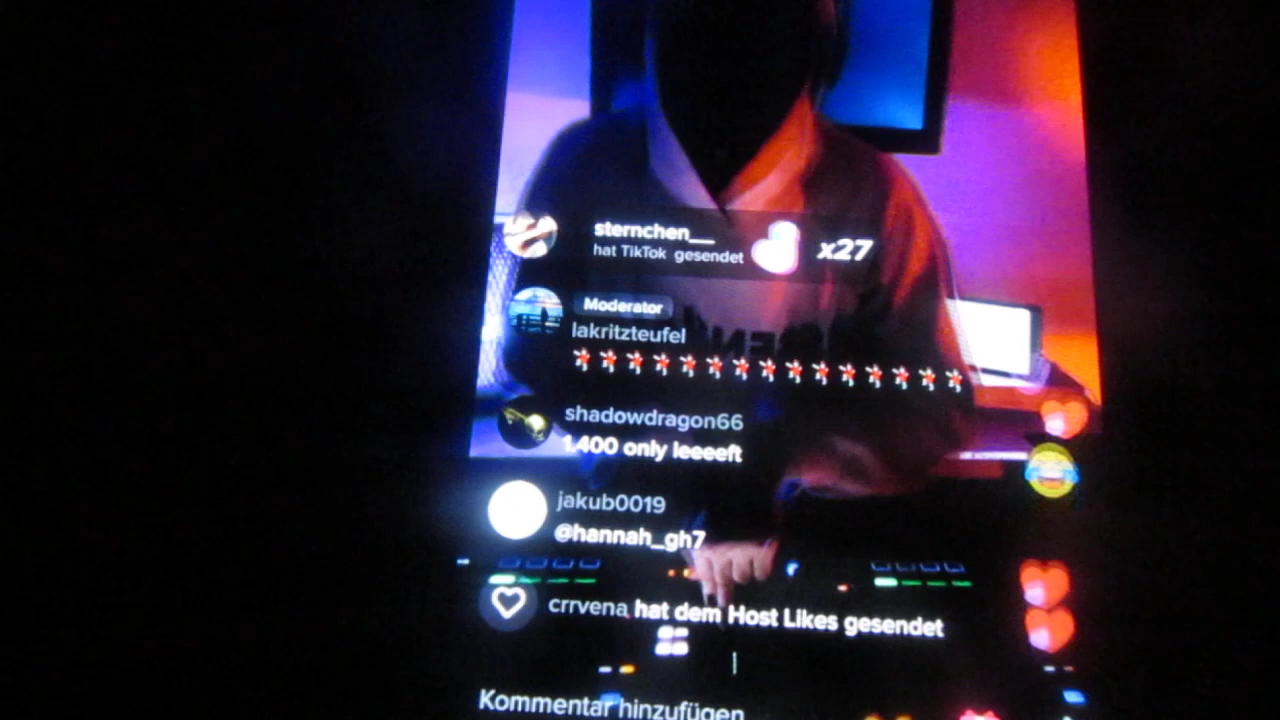 sternchen__
hat TikTok gesendet
x27
Moderator
lakritzteufel
shadowdragon66
1.400 only leeeeft
jakub0019
@hannah_gh7
crrvena hat dem Host Likes gesendet
Kommentar hinzufügen